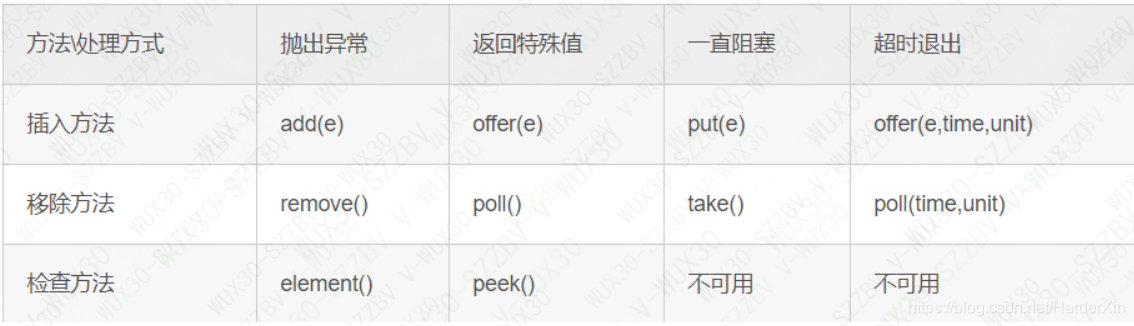 方法\处理方式 抛出异常 返回特殊值 一直阻塞 超时退出
插入方法 add(e) offer(e) put(e) offer(e,time,unit)
移除方法 remove() poll() take() poll(time,unit)
检查方法 element() peek() 不可用 不可用
https://blog.csdn.net/HarderXin